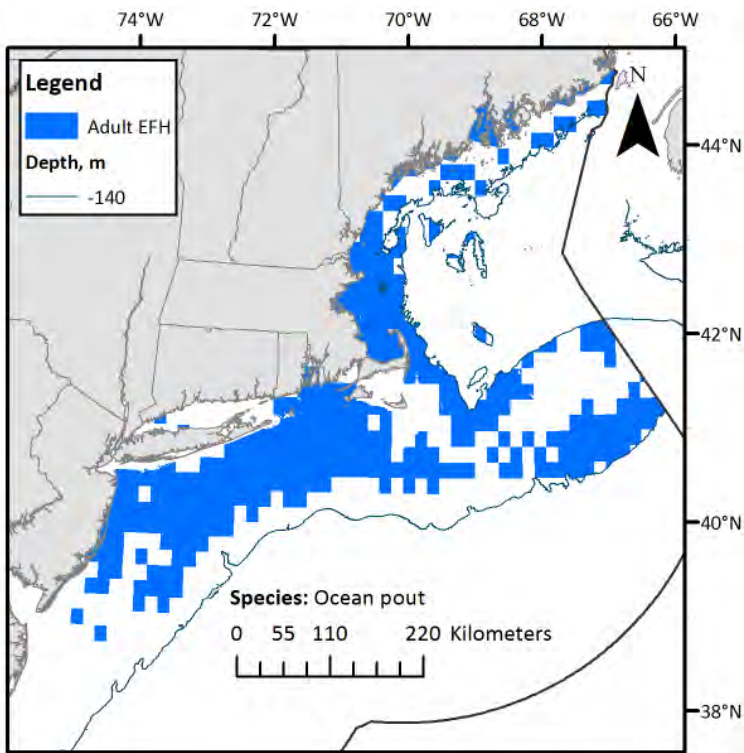 74°W 72°W 70°W 68°W 66°W
Legend
Adult EFH
Depth, m
-140
N
44°N
42°N
40°N
Species: Ocean pout
0 55 110 220 Kilometers
38°N